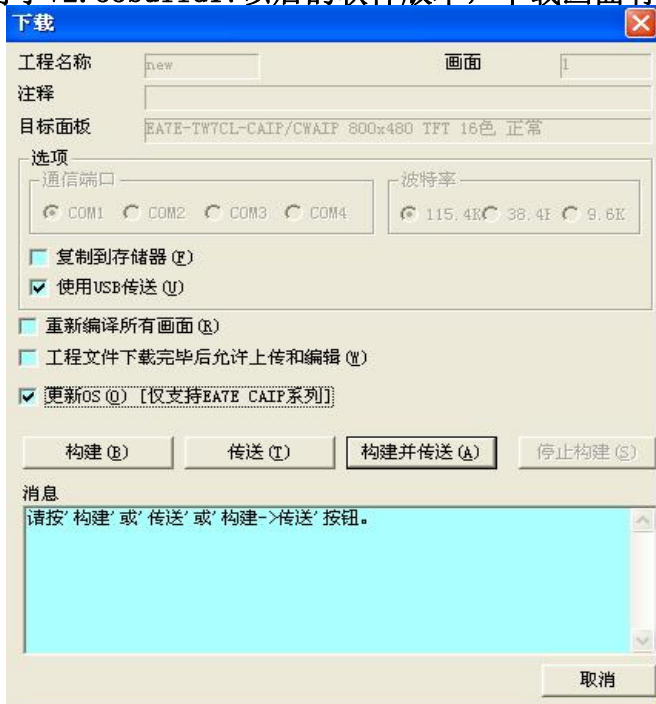 下载
工程名称 new 画面 1
注释
目标面板 EA7E-TW7CL-CAIP/CWAIP 800x480 TFT 16色 正常
选项
通信端口 波特率
COM1 COM2 COM3 COM4 115.4K 38.4K 9.6K
复制到存储器(F)
使用USB传送(U)
重新编译所有画面(R)
工程文件下载完毕后允许上传和编辑(W)
更新OS(O) [仅支持EA7E CAIP系列]
构建(B) 传送(T) 构建并传送(A) 停止构建(S)
消息
请按'构建'或'传送'或'构建->传送'按钮。
取消